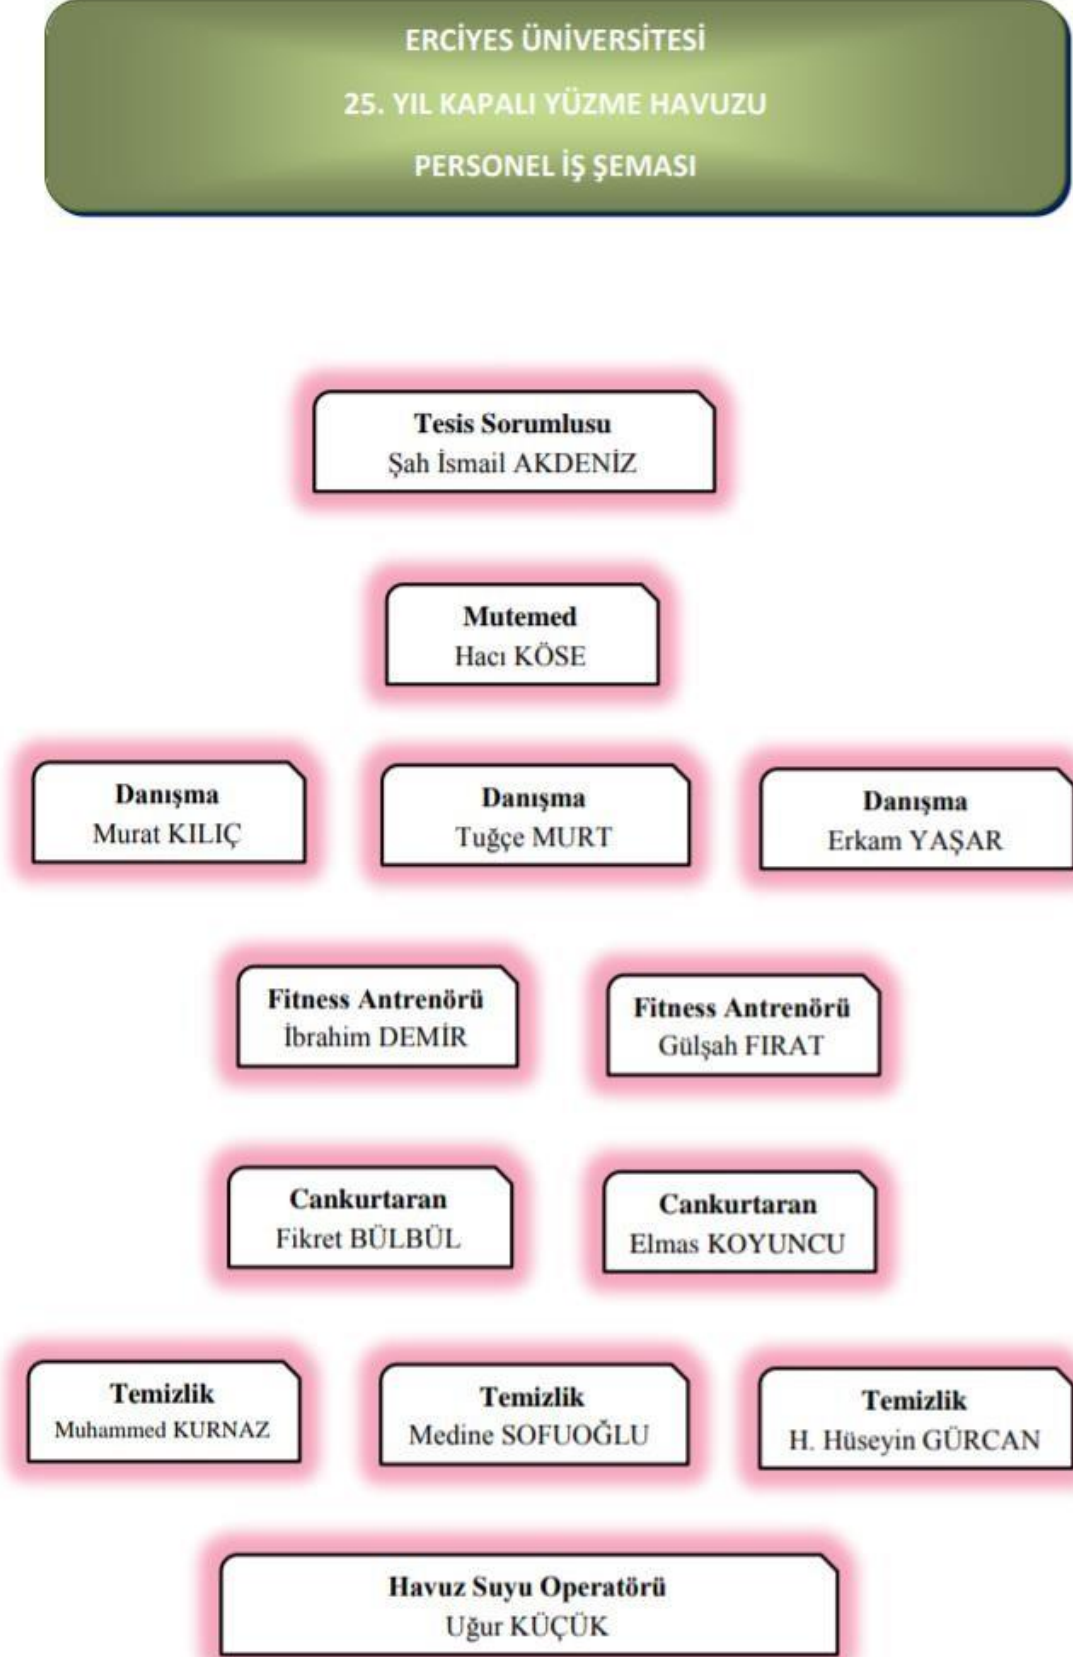 ERCİYES ÜNİVERSİTESİ
25. YIL KAPALI YÜZME HAVUZU
PERSONEL İŞ ŞEMASI
Tesis Sorumlusu
Şah İsmail AKDENİZ
Mutemed
Hacı KÖSE
Danışma
Murat KILIÇ
Danışma
Tuğçe MURT
Danışma
Erkam YAŞAR
Fitness Antrenörü
İbrahim DEMİR
Fitness Antrenörü
Gülşah FIRAT
Cankurtaran
Fikret BÜLBÜL
Cankurtaran
Elmas KOYUNCU
Temizlik
Muhammed KURNAZ
Temizlik
Medine SOFUOĞLU
Temizlik
H. Hüseyin GÜRCAN
Havuz Suyu Operatörü
Uğur KÜÇÜK